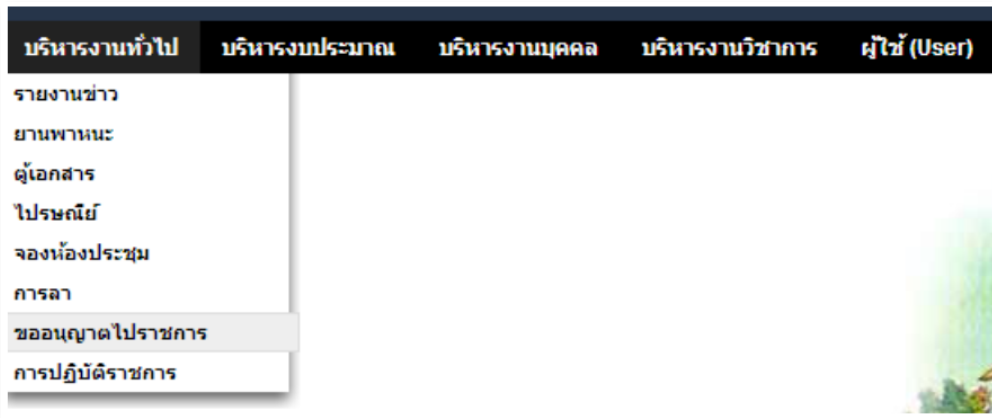 บริหารงานทั่วไป บริหารงบประมาณ บริหารงานบุคคล บริหารงานวิชาการ ผู้ใช้ (User)
รายงานข่าว
ยานพาหนะ
ตู้เอกสาร
ไปรษณีย์
จองห้องประชุม
การลา
ขออนุญาตไปราชการ
การปฏิบัติราชการ